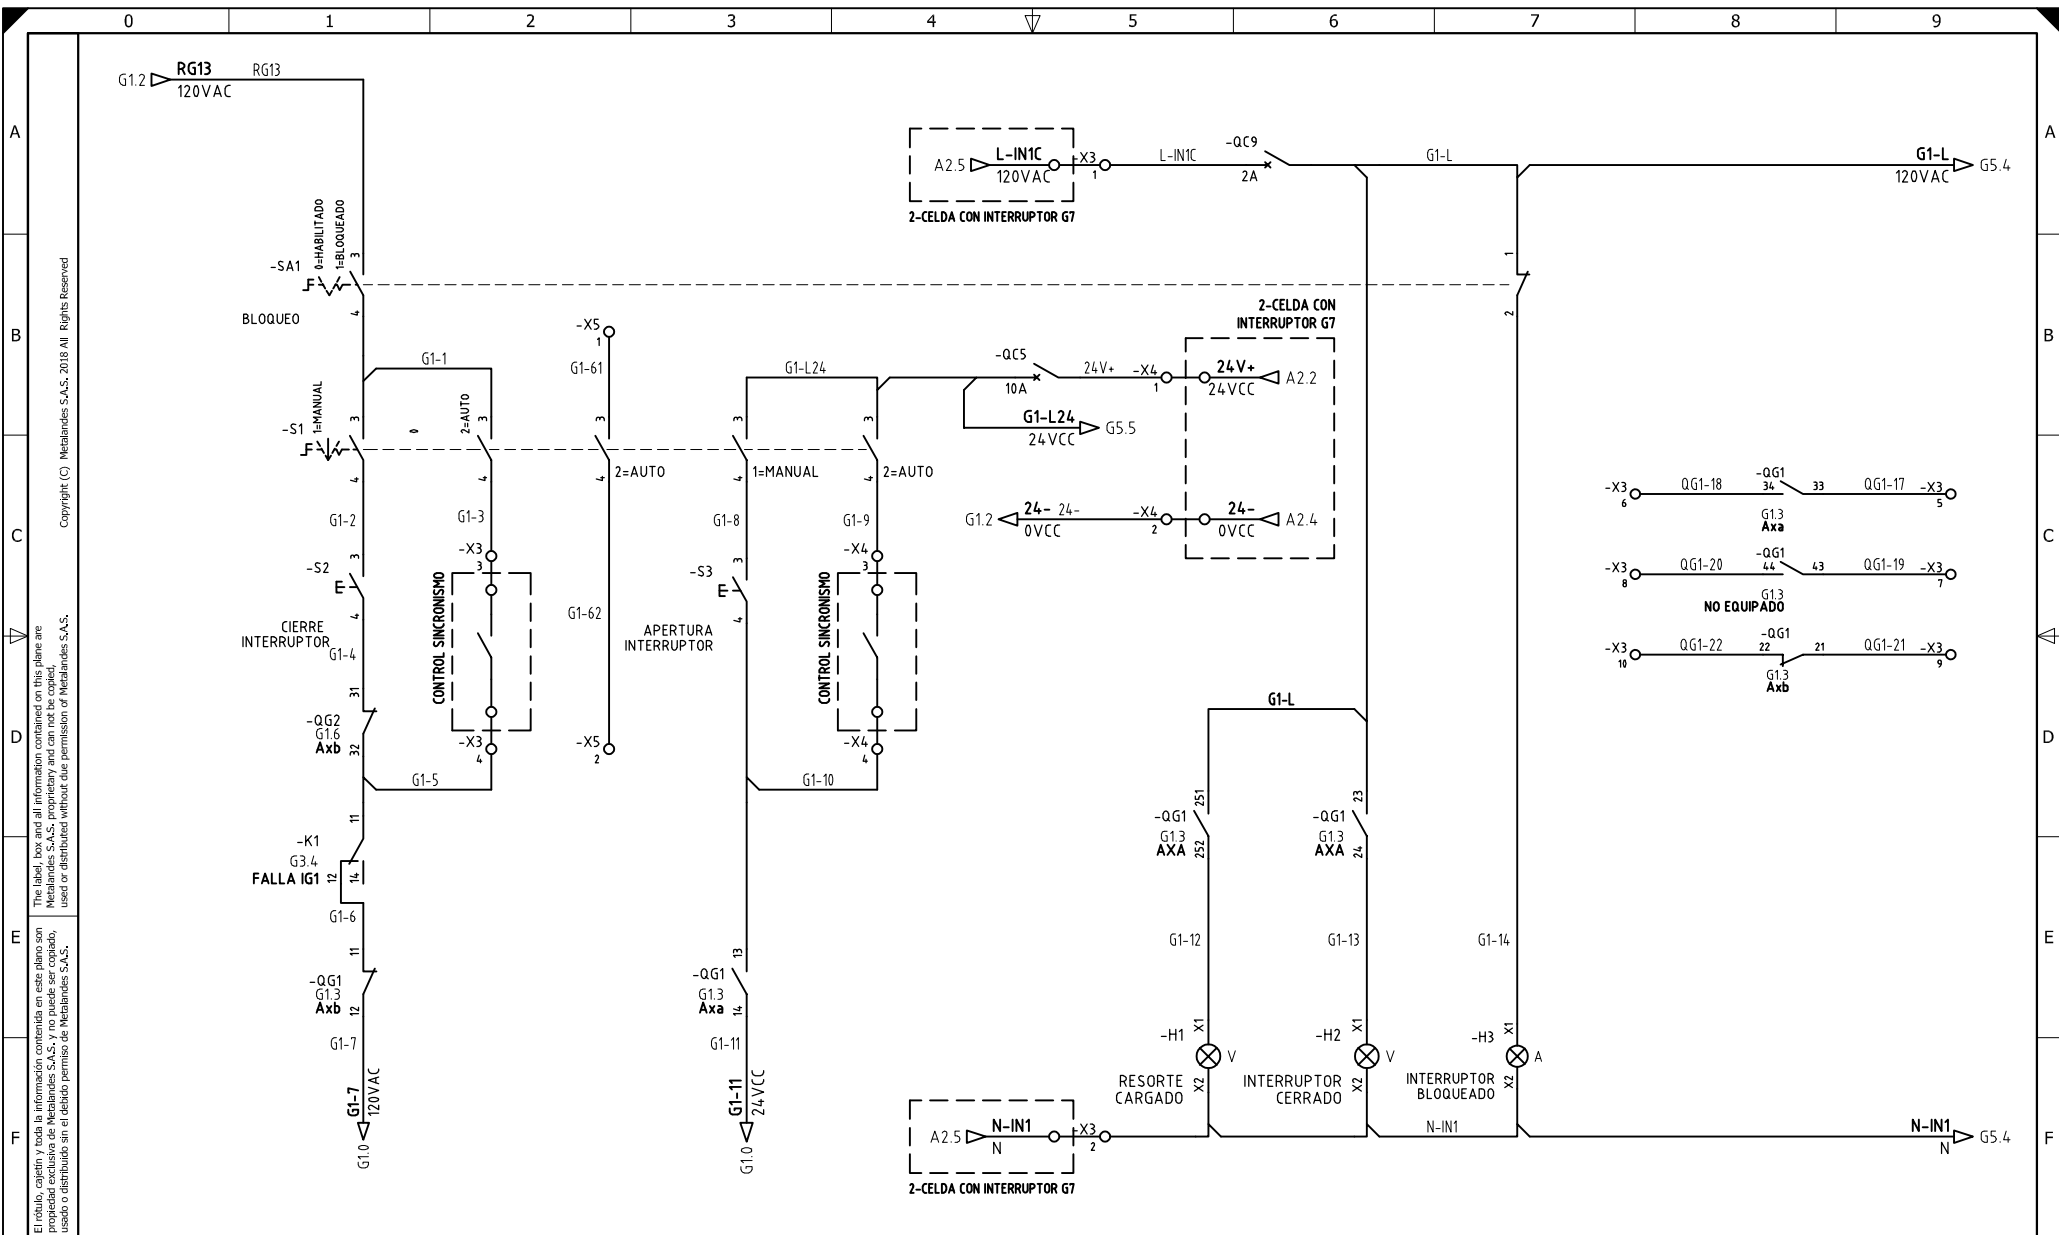 0 1 2 3 4 5 6 7 8 9
A
B
C
D
E
F
A
B
C
D
E
F
Copyright (C) Metalandes S.A.S. 2018 All Rights Reserved
The label, box and all information contained on this plane are
Metalandes S.A.S. proprietary and can not be copied,
used or distributed without due permission of Metalandes S.A.S.
El rótulo, cajetín y toda la información contenida en este plano son
propiedad exclusiva de Metalandes S.A.S. y no puede ser copiado,
usado o distribuido sin el debido permiso de Metalandes S.A.S.
G1.2 RG13 RG13
120VAC
-SA1
0=HABILITADO
1=BLOQUEADO
3
4
BLOQUEO
G1-1
-S1
1=MANUAL
0
2=AUTO
3
4
3
4
G1-2
G1-3
-S2
3
4
CIERRE
INTERRUPTOR
G1-4
31
-QG2
G1.6
Axb
32
-X3
3
CONTROL SINCRONISMO
-X3
4
G1-5
11
-K1
G3.4
FALLA IG1
12
14
G1-6
11
-QG1
G1.3
Axb
12
G1-7
G1-7
120VAC
G1.0
-X5
1
G1-61
3
4
2=AUTO
G1-62
-X5
2
G1-L24
3
4
1=MANUAL
3
4
2=AUTO
G1-8
G1-9
-S3
3
4
APERTURA
INTERRUPTOR
-X4
3
CONTROL SINCRONISMO
-X4
4
G1-10
13
-QG1
G1.3
Axa
14
G1-11
G1-11
24VCC
G1.0
A2.5 L-IN1C
120VAC
-X3
1
L-IN1C
-QC9
2A
G1-L
G1-L
120VAC
G5.4
2-CELDA CON INTERRUPTOR G7
1
2
2-CELDA CON
INTERRUPTOR G7
-QC5
10A
24V+
-X4
1
24V+
24VCC
A2.2
G1-L24
24VCC
G5.5
G1.2
24- 24-
0VCC
-X4
2
24-
0VCC
A2.4
-X3
6
QG1-18
-QG1
34 33
G1.3
Axa
QG1-17
-X3
5
-X3
8
QG1-20
-QG1
44 43
G1.3
NO EQUIPADO
QG1-19
-X3
7
-X3
10
QG1-22
-QG1
22 21
G1.3
Axb
QG1-21
-X3
9
G1-L
251
-QG1
G1.3
AXA
252
23
-QG1
G1.3
AXA
24
G1-12
G1-13
G1-14
-H1
X1
V
X2
RESORTE
CARGADO
-H2
X1
V
X2
INTERRUPTOR
CERRADO
-H3
X1
A
X2
INTERRUPTOR
BLOQUEADO
A2.5 N-IN1
N
-X3
2
N-IN1
N-IN1
N
G5.4
2-CELDA CON INTERRUPTOR G7